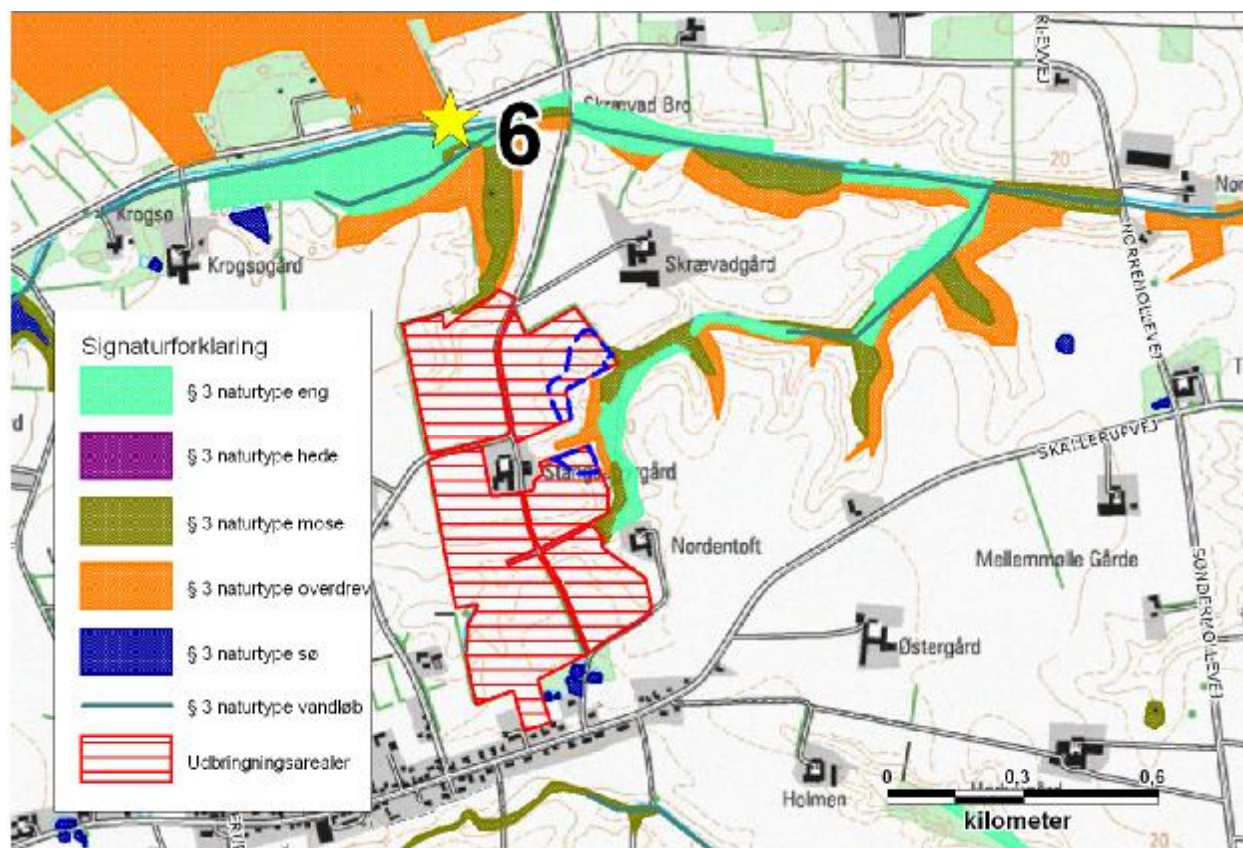 Skrævad Bro
6
20
Krogsø
Krogsøgård
Skrævadgård
NØRREMØLLEVEJ
SKALLERUPVEJ
Signaturforklaring
§ 3 naturtype eng
§ 3 naturtype hede
§ 3 naturtype mose
§ 3 naturtype overdrev
§ 3 naturtype sø
§ 3 naturtype vandløb
Udbringningsarealer
Nordentoft
Mellemmølle Gårde
SØNDERMØLLEVEJ
Østergård
Holmen
0 0,3 0,6
kilometer
20